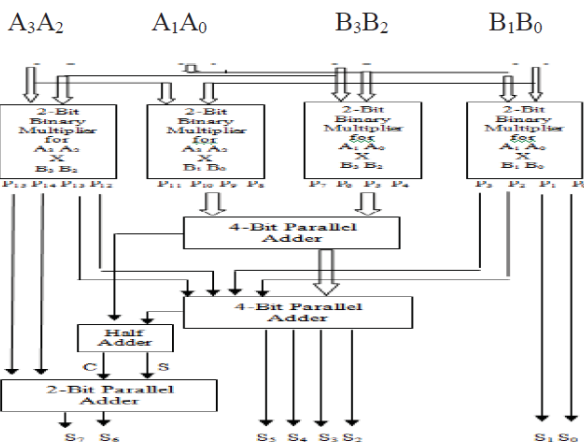 A₃A₂ A₁A₀ B₃B₂ B₁B₀
2-Bit Binary Multiplier for A₃ A₂ X B₃ B₂
2-Bit Binary Multiplier for A₃ A₂ X B₁ B₀
2-Bit Binary Multiplier for A₁ A₀ X B₃ B₂
2-Bit Binary Multiplier for A₁ A₀ X B₁ B₀
P₁₅ P₁₄ P₁₃ P₁₂ P₁₁ P₁₀ P₉ P₈ P₇ P₆ P₅ P₄ P₃ P₂ P₁ P
4-Bit Parallel
Adder
4-Bit Parallel
Adder
Half
Adder
C S
2-Bit Parallel
Adder
S₇ S₆ S₅ S₄ S₃ S₂ S₁ S₀